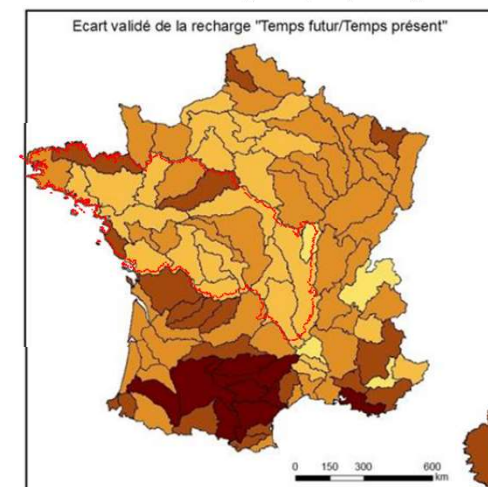 Ecart validé de la recharge "Temps futur/Temps présent"
0 150 300 600
km